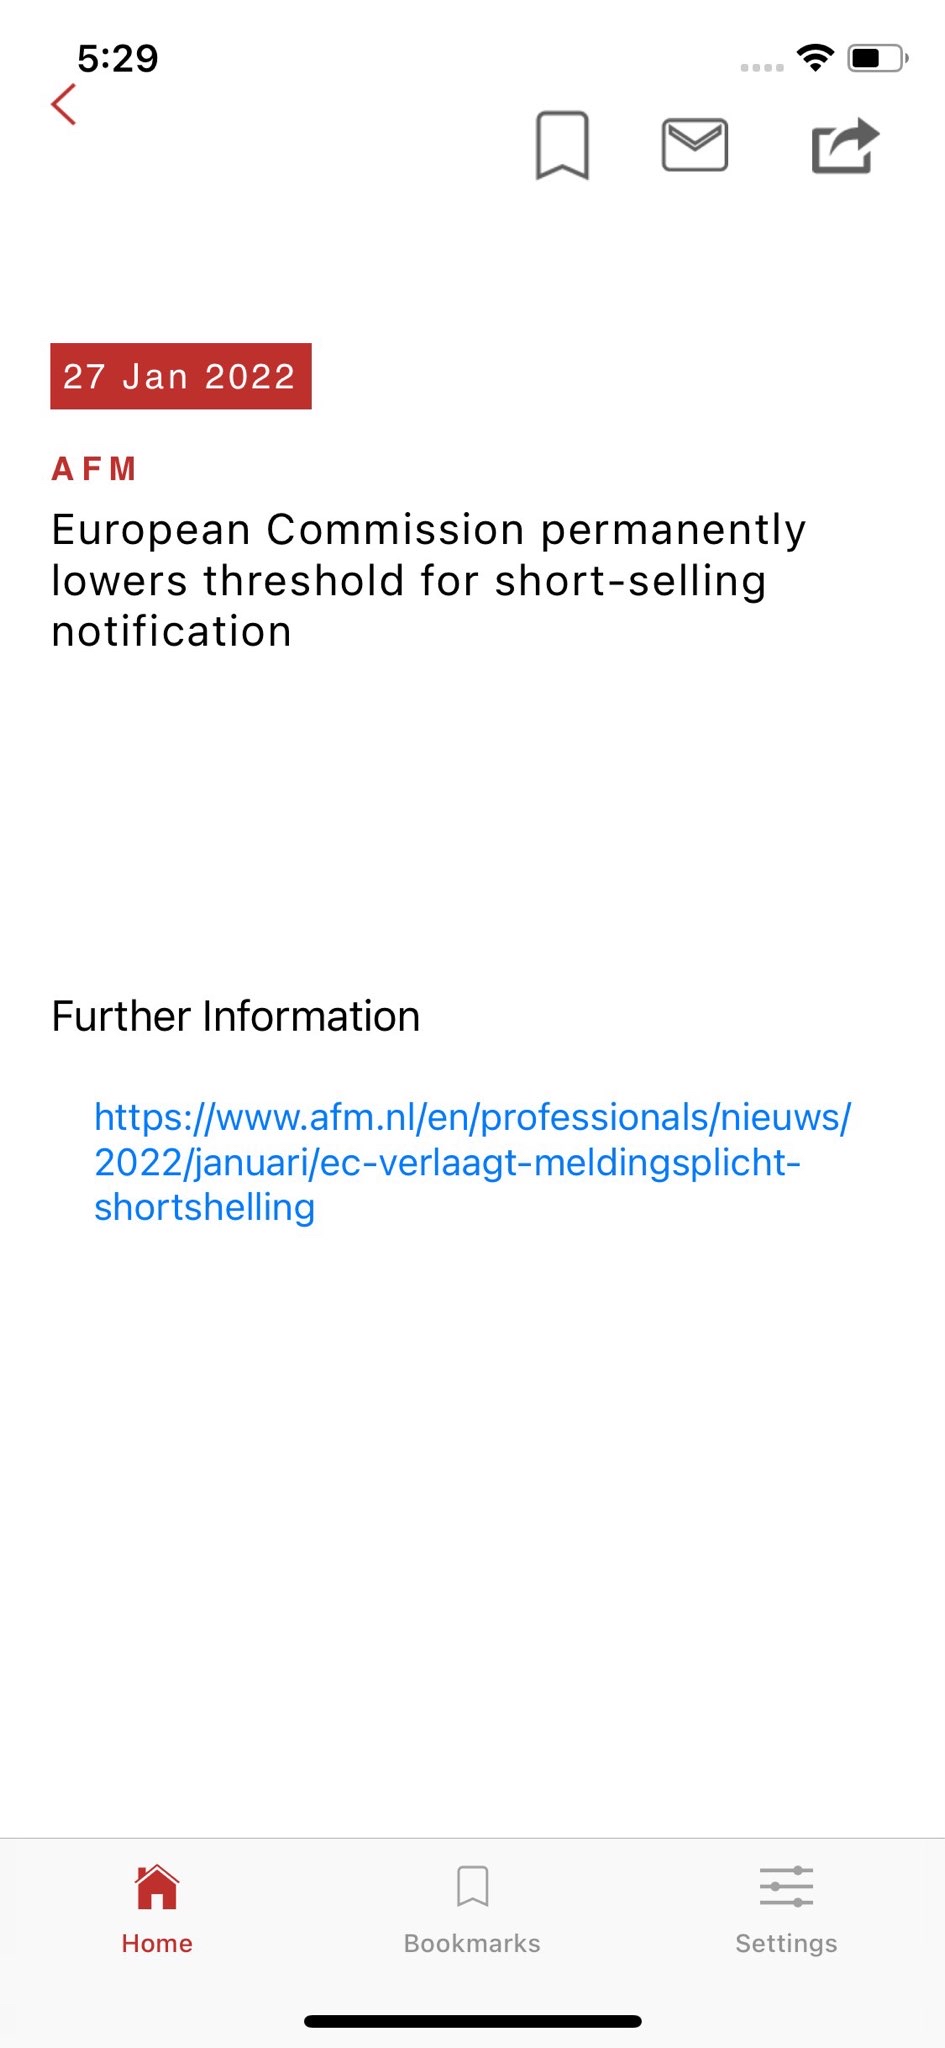 5:29
27 Jan 2022
AFM
European Commission permanently
lowers threshold for short-selling
notification
Further Information
https://www.afm.nl/en/professionals/nieuws/
2022/januari/ec-verlaagt-meldingsplicht-
shortshelling
Home
Bookmarks
Settings